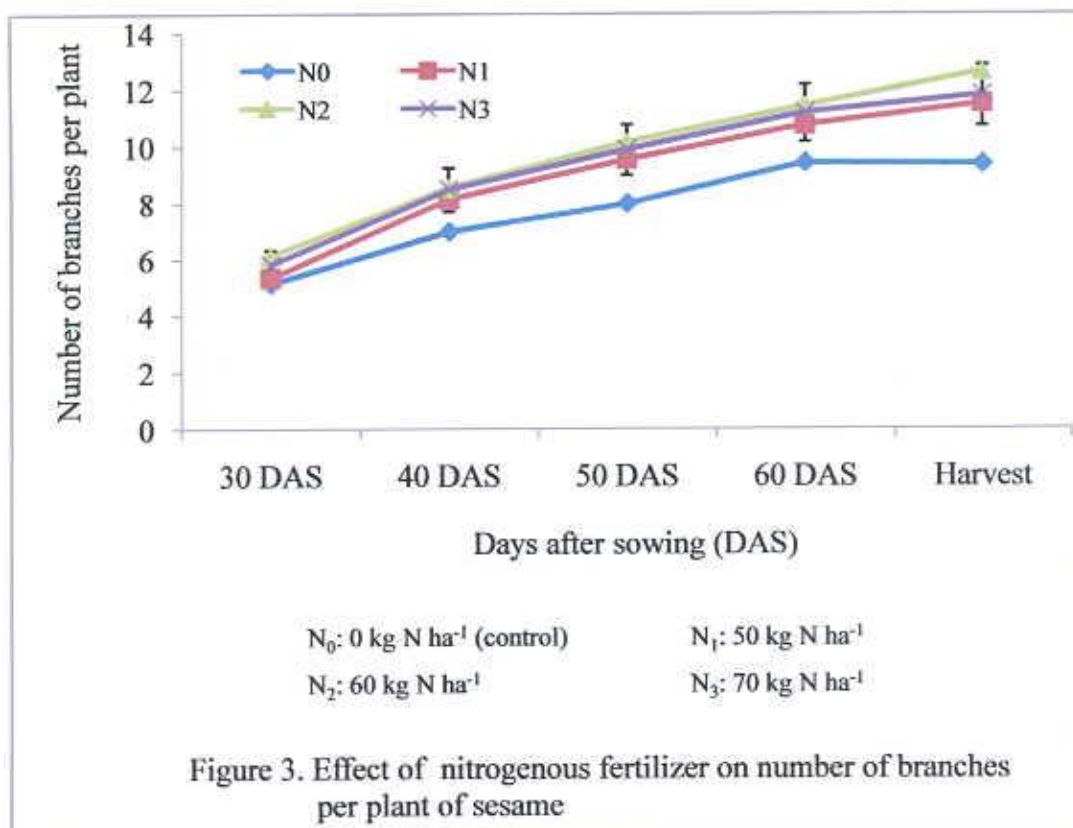 Number of branches per plant
14
12
10
8
6
4
2
0
N0 N1
N2 N3
30 DAS 40 DAS 50 DAS 60 DAS Harvest
Days after sowing (DAS)
N₀: 0 kg N ha⁻¹ (control) N₁: 50 kg N ha⁻¹
N₂: 60 kg N ha⁻¹ N₃: 70 kg N ha⁻¹
Figure 3. Effect of nitrogenous fertilizer on number of branches
per plant of sesame